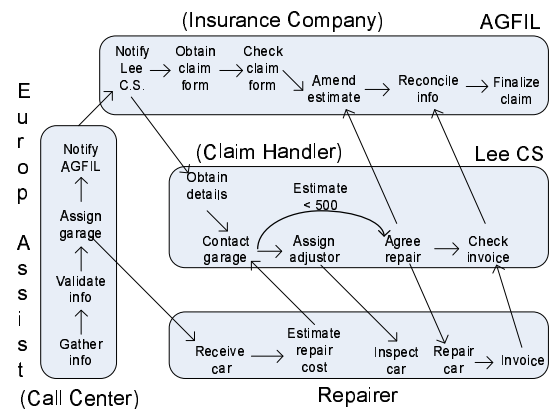 (Insurance Company) AGFIL
Notify
Lee
C.S.
Obtain
claim
form
Check
claim
form
Amend
estimate
Reconcile
info
Finalize
claim
Europ Assist
Notify
AGFIL
Assign
garage
Validate
info
Gather
info
(Call Center)
(Claim Handler) Lee CS
Obtain
details
Estimate
< 500
Contact
garage
Assign
adjustor
Agree
repair
Check
invoice
Receive
car
Estimate
repair
cost
Inspect
car
Repair
car
Invoice
Repairer